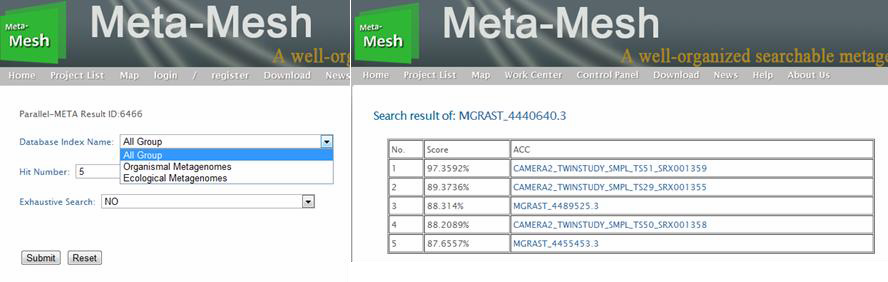 Meta-
Mesh
Meta-Mesh
A well-or
Home Project List Map login / register Download News
Parallel-META Result ID:6466
Database Index Name: All Group
All Group
Organismal Metagenomes
Ecological Metagenomes
Hit Number: 5
Exhaustive Search: NO
Submit Reset
Meta-
Mesh
Meta-Mesh
A well-organized searchable metage
Home Project List Map Work Center Control Panel Download News Help About Us
Search result of: MGRAST_4440640.3
No. Score ACC
1 97.3592% CAMERA2_TWINSTUDY_SMPL_TS51_SRX001359
2 89.3736% CAMERA2_TWINSTUDY_SMPL_TS29_SRX001355
3 88.314% MGRAST_4489525.3
4 88.2089% CAMERA2_TWINSTUDY_SMPL_TS50_SRX001358
5 87.6557% MGRAST_4455453.3